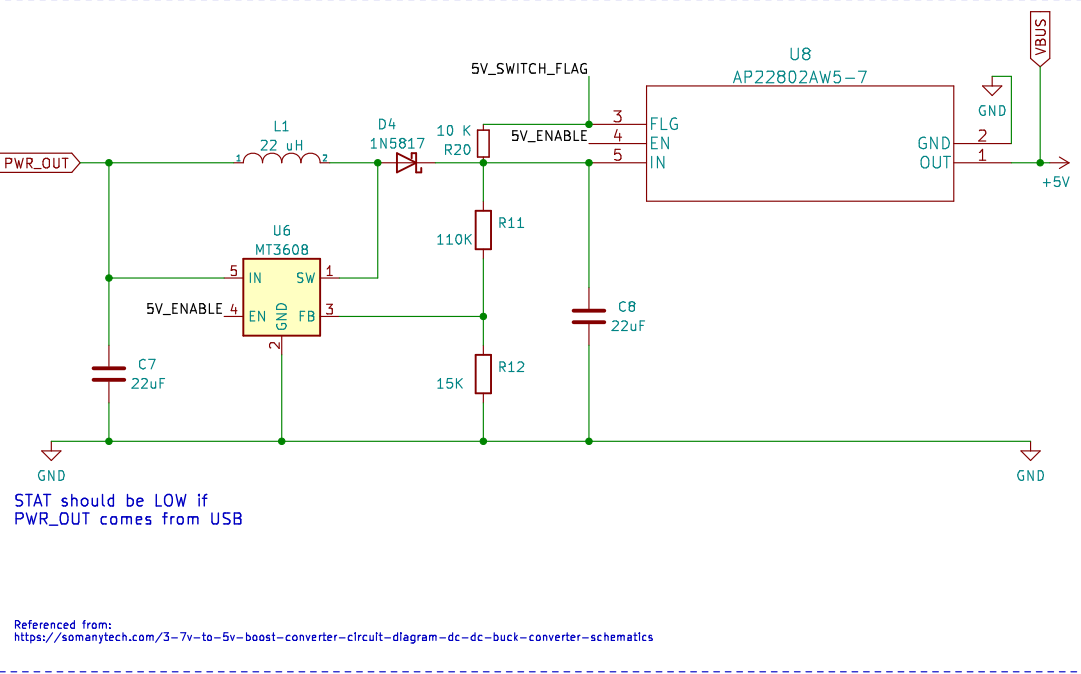 VBUS
U8
AP22802AW5-7
5V_SWITCH_FLAG
GND
3 FLG
5V_ENABLE 4 EN
5 IN
GND 2
OUT 1
+5V
10 K
R20
D4
1N5817
L1
22 uH
1 2
PWR_OUT
R11
110K
U6
MT3608
5 IN SW 1
5V_ENABLE 4 EN GND FB 3
2
C8
22uF
C7
22uF
R12
15K
GND
GND
STAT should be LOW if
PWR_OUT comes from USB
Referenced from:
https://somanytech.com/3-7v-to-5v-boost-converter-circuit-diagram-dc-dc-buck-converter-schematics